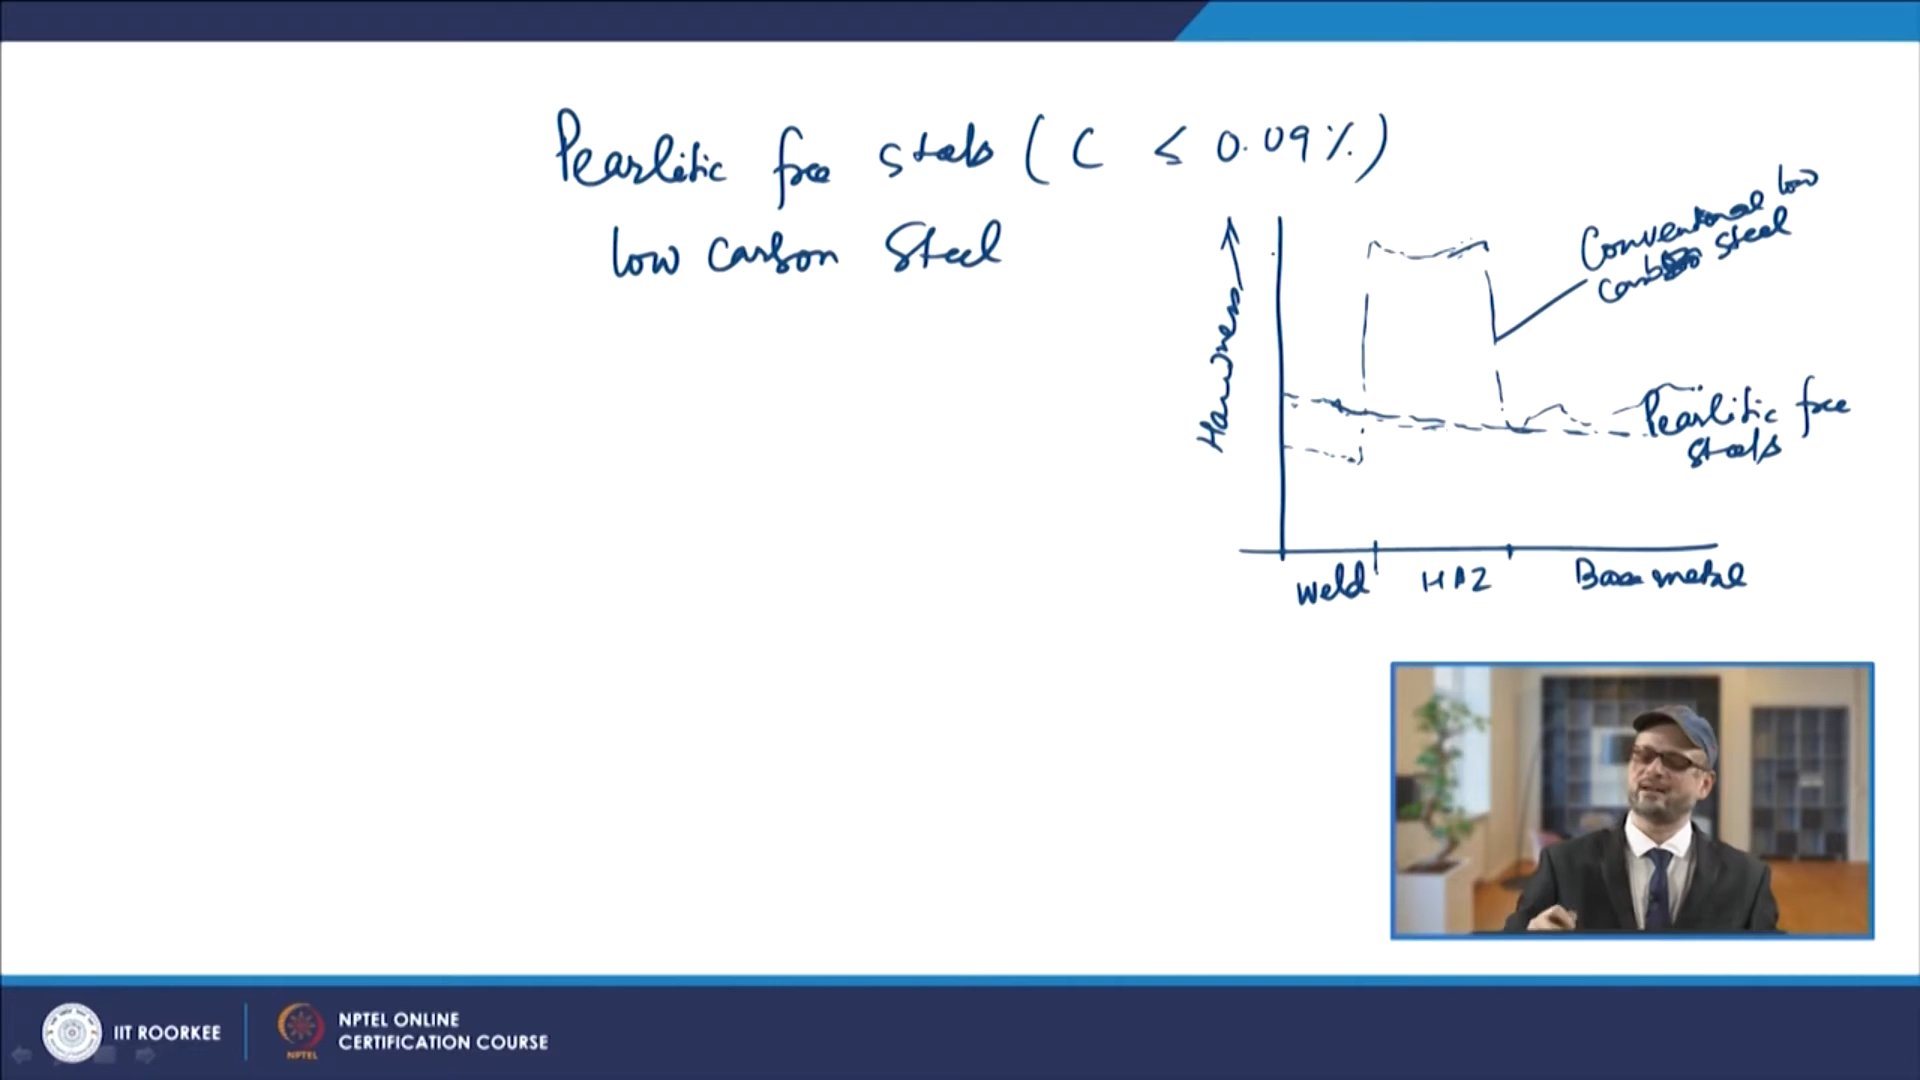 Pearlitic free steels ( C ≤ 0.09%)
low carbon Steel
Hardness
Conventional low
carbon steel
Pearlitic free
steels
Weld
HAZ
Base metal
IIT ROORKEE
NPTEL
NPTEL ONLINE
CERTIFICATION COURSE